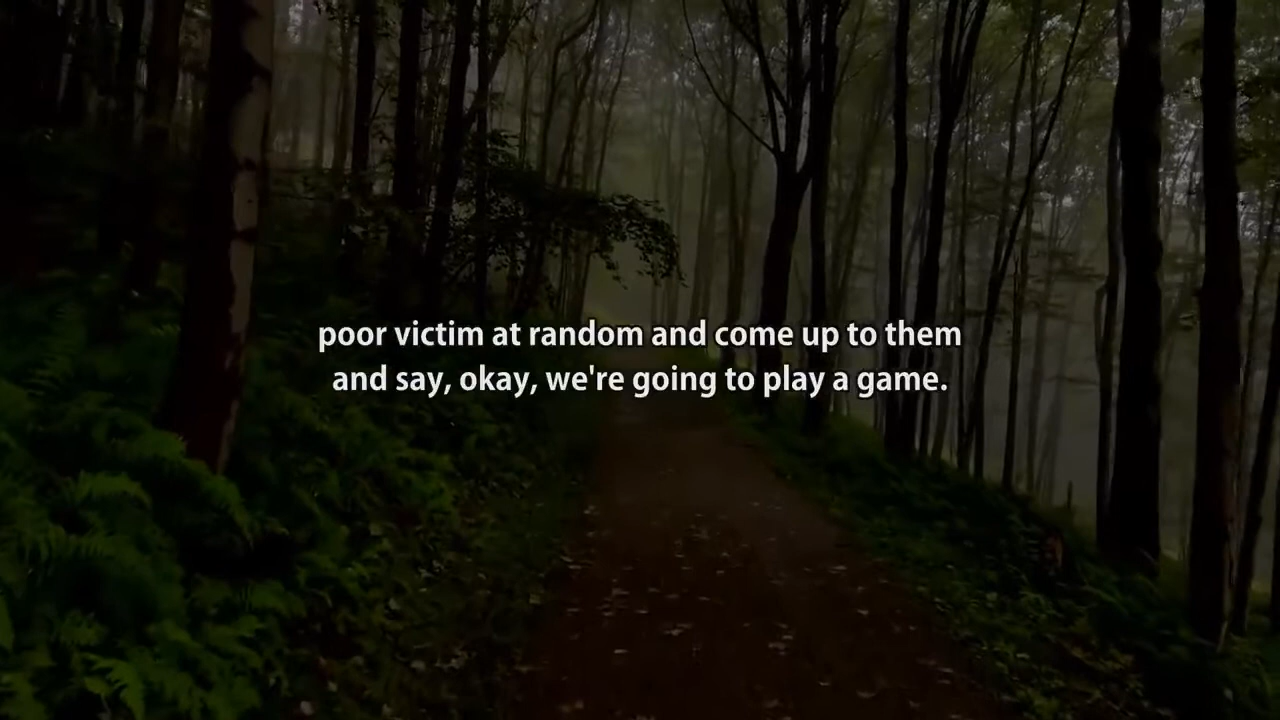 poor victim at random and come up to them
and say, okay, we're going to play a game.